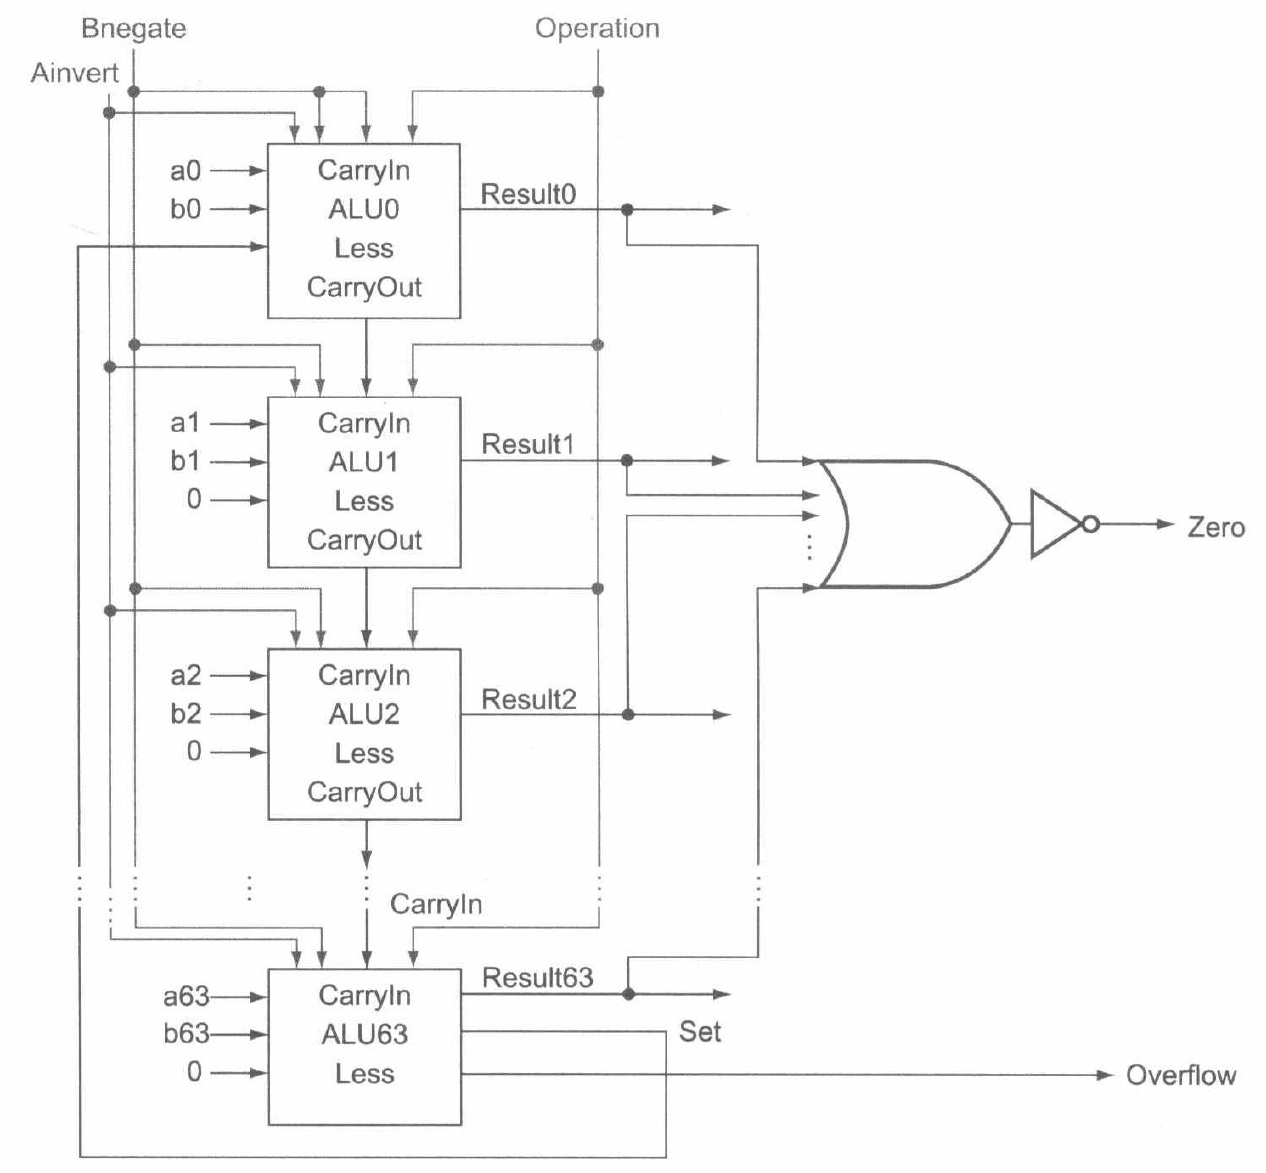 Bnegate
Operation
Ainvert
a0
CarryIn
b0
ALU0
Result0
Less
CarryOut
a1
CarryIn
b1
ALU1
Result1
0
Less
CarryOut
Zero
a2
CarryIn
b2
ALU2
Result2
0
Less
CarryOut
CarryIn
a63
CarryIn
Result63
b63
ALU63
Set
0
Less
Overflow